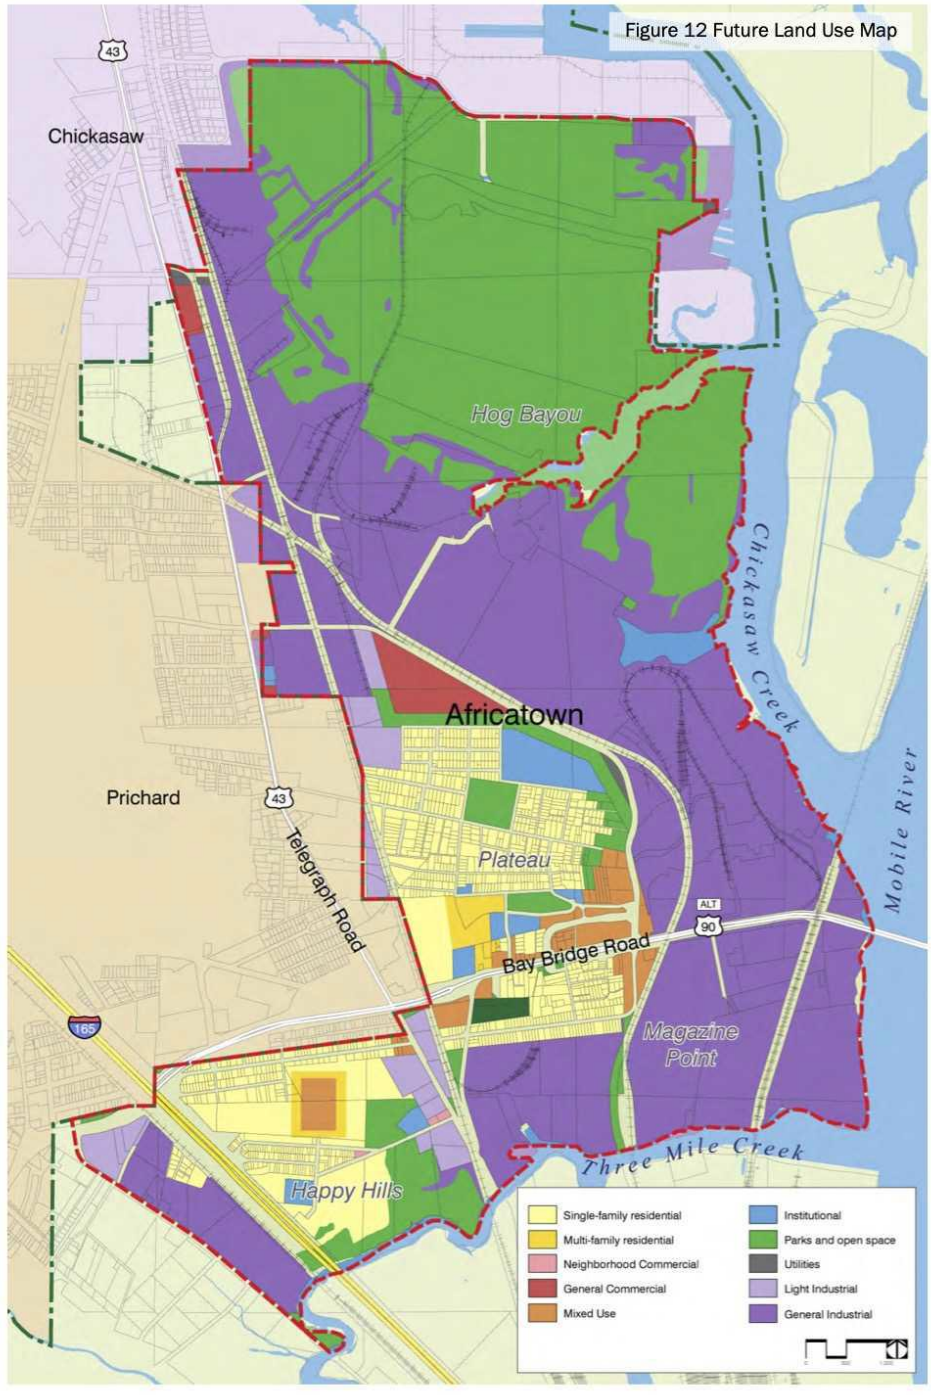 Figure 12 Future Land Use Map
43
Chickasaw
Hog Bayou
Chickasaw Creek
Africatown
Mobile River
Prichard
43
Telegraph Road
Plateau
ALT
90
Bay Bridge Road
165
Magazine
Point
Three Mile Creek
Happy Hills
Single-family residential
Multi-family residential
Neighborhood Commercial
General Commercial
Mixed Use
Institutional
Parks and open space
Utilities
Light Industrial
General Industrial
0